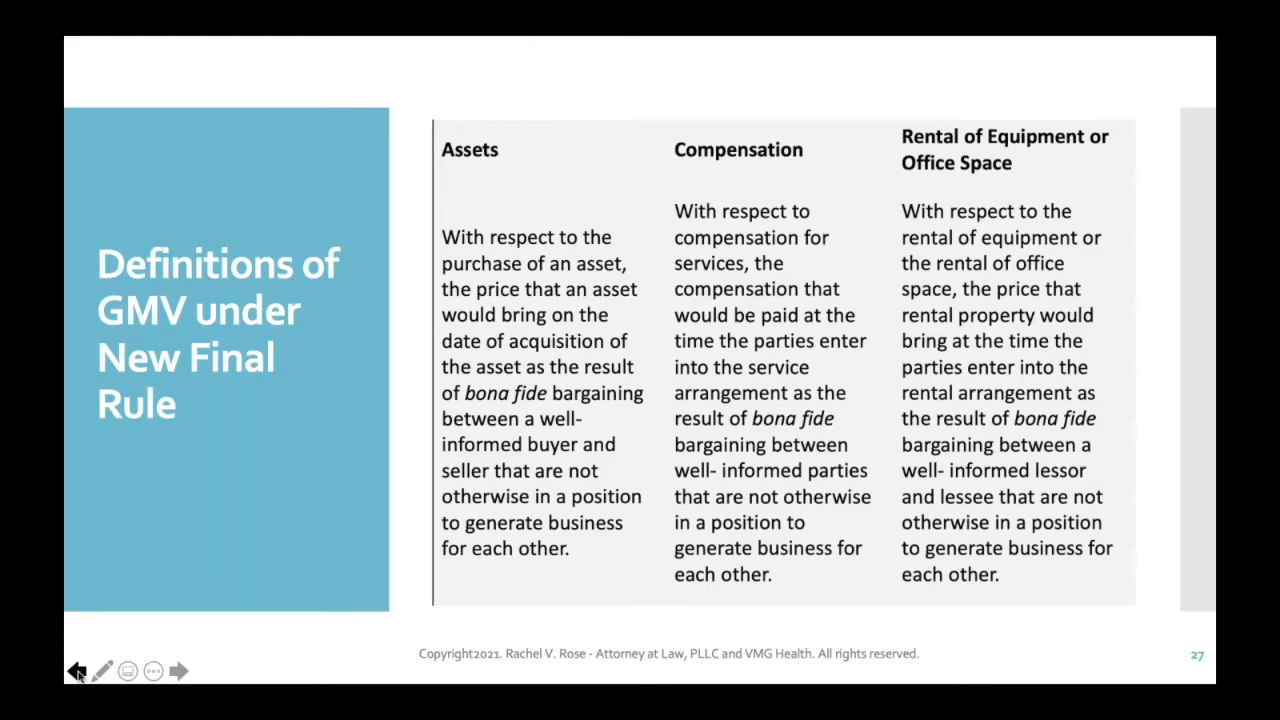 Definitions of
GMV under
New Final
Rule
Assets
With respect to the
purchase of an asset,
the price that an asset
would bring on the
date of acquisition of
the asset as the result
of bona fide bargaining
between a well-
informed buyer and
seller that are not
otherwise in a position
to generate business
for each other.
Compensation
With respect to
compensation for
services, the
compensation that
would be paid at the
time the parties enter
into the service
arrangement as the
result of bona fide
bargaining between
well- informed parties
that are not otherwise
in a position to
generate business for
each other.
Rental of Equipment or
Office Space
With respect to the
rental of equipment or
the rental of office
space, the price that
rental property would
bring at the time the
parties enter into the
rental arrangement as
the result of bona fide
bargaining between a
well- informed lessor
and lessee that are not
otherwise in a position
to generate business for
each other.
Copyright2021. Rachel V. Rose - Attorney at Law, PLLC and VMG Health. All rights reserved.
27